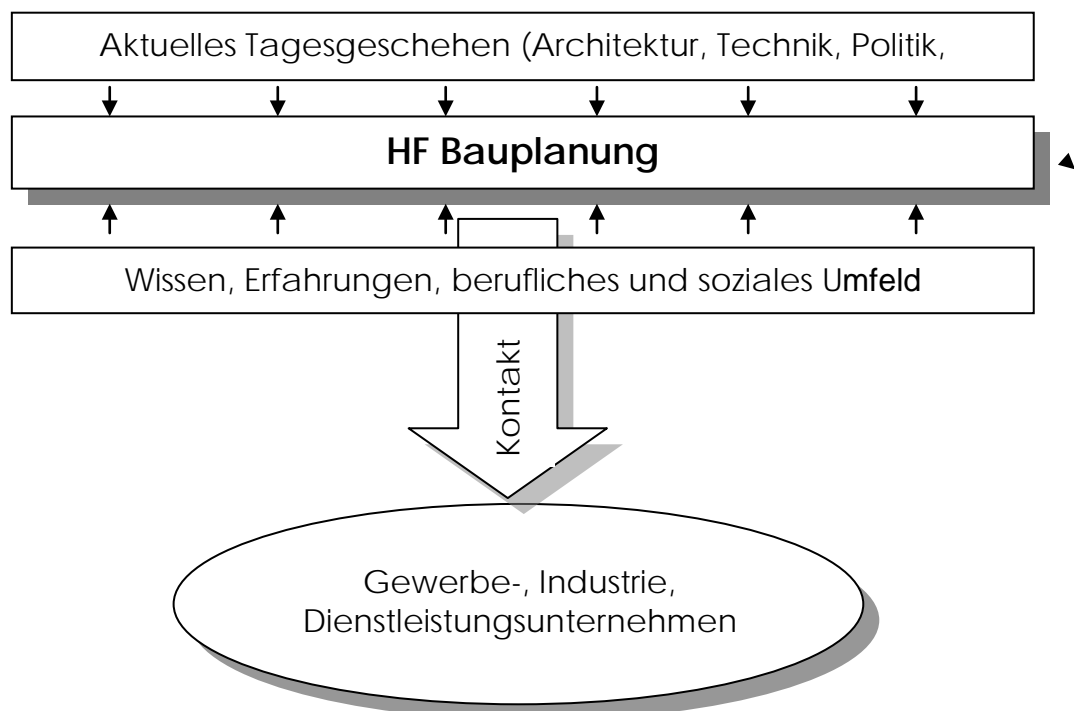 Aktuelles Tagesgeschehen (Architektur, Technik, Politik,
HF Bauplanung
Wissen, Erfahrungen, berufliches und soziales Umfeld
Kontakt
Gewerbe-, Industrie,
Dienstleistungsunternehmen